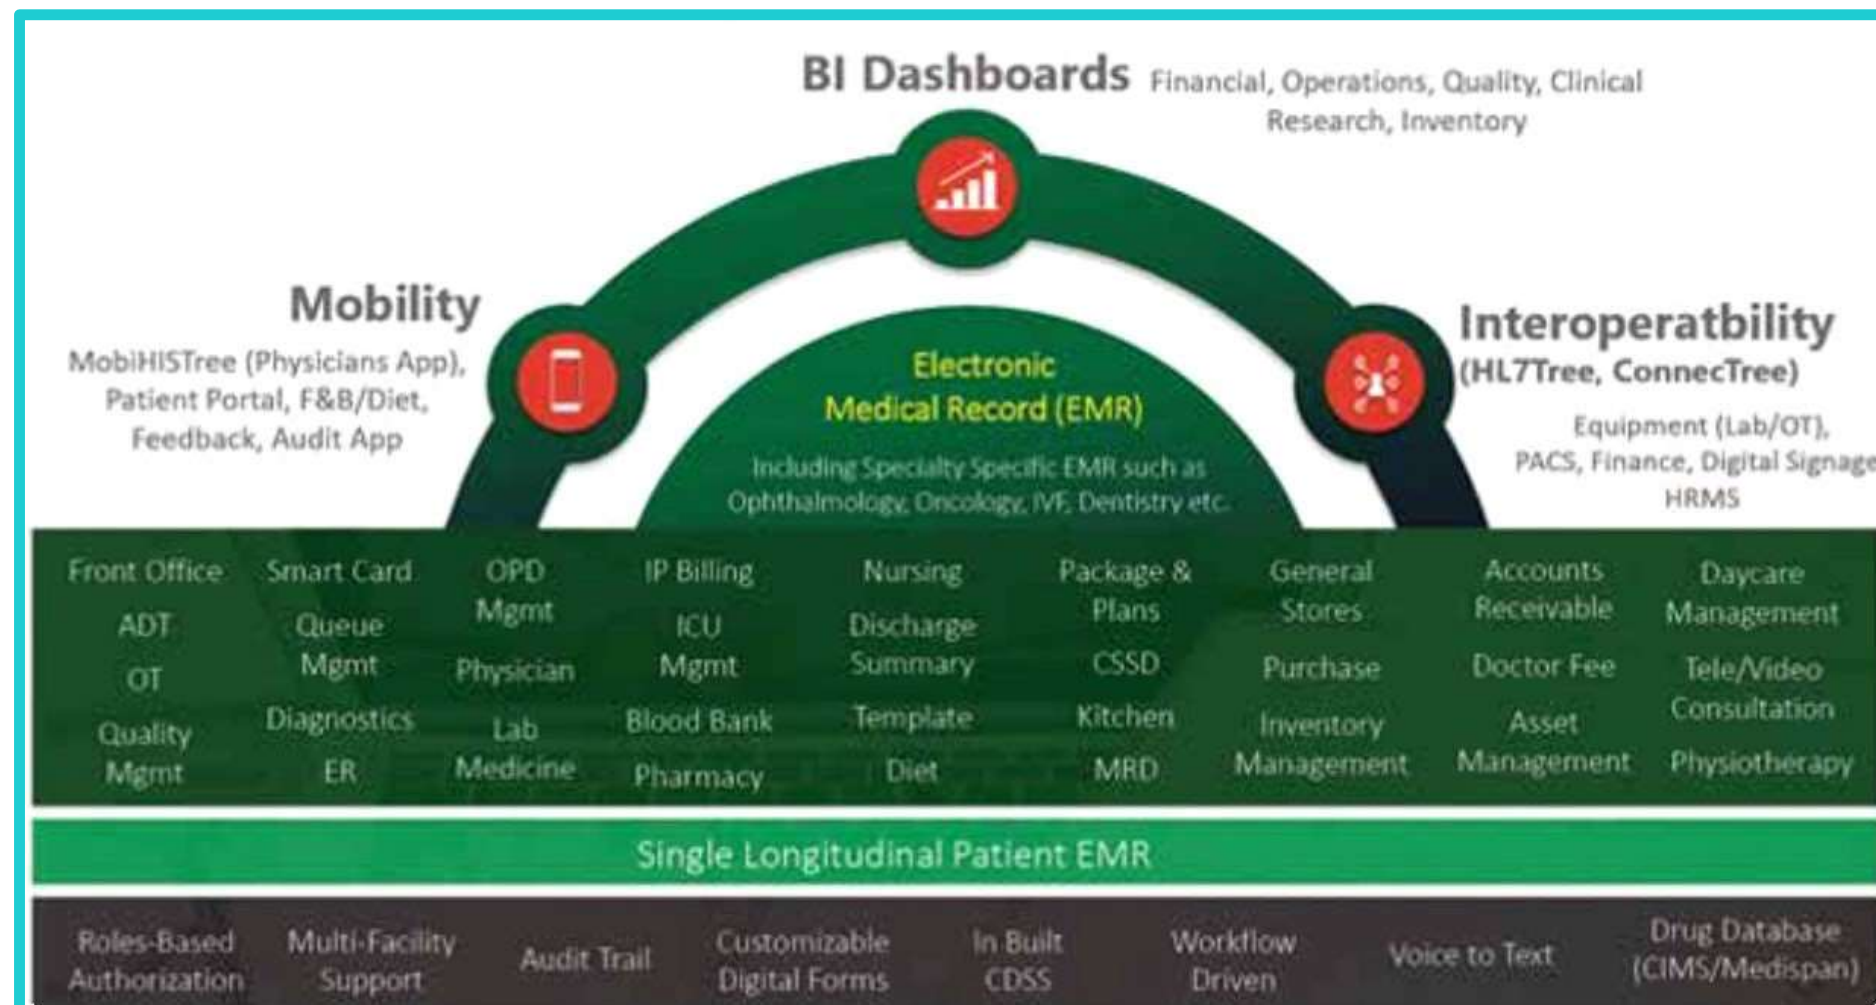 BI Dashboards Financial, Operations, Quality, Clinical
Research, Inventory
Mobility
MobiHISTree (Physicians App),
Patient Portal, F&B/Diet,
Feedback, Audit App
Interoperatbility
(HL7Tree, ConnecTree)
Equipment (Lab/OT),
PACS, Finance, Digital Signage
HRMS
Electronic
Medical Record (EMR)
Including Specialty Specific EMR such as
Ophthalmology, Oncology, IVF, Dentistry etc.
Front Office
ADT
OT
Quality
Mgmt
Smart Card
Queue
Mgmt
Diagnostics
ER
OPD
Mgmt
Physician
Lab
Medicine
IP Billing
ICU
Mgmt
Blood Bank
Pharmacy
Nursing
Discharge
Summary
Template
Diet
Package &
Plans
CSSD
Kitchen
MRD
General
Stores
Purchase
Inventory
Management
Accounts
Receivable
Doctor Fee
Asset
Management
Daycare
Management
Tele/Video
Consultation
Physiotherapy
Single Longitudinal Patient EMR
Roles-Based
Authorization
Multi-Facility
Support
Audit Trail
Customizable
Digital Forms
In Built
CDSS
Workflow
Driven
Voice to Text
Drug Database
(CIMS/Medispan)